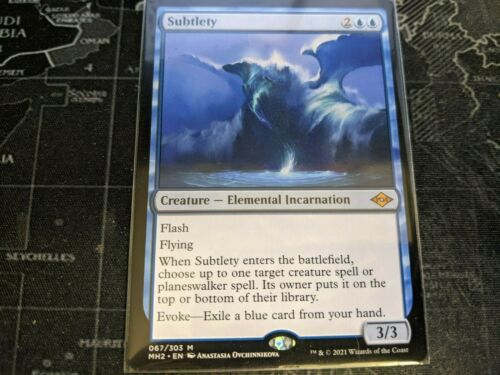 Subtlety 2
Creature — Elemental Incarnation
Flash
Flying
When Subtlety enters the battlefield,
choose up to one target creature spell or
planeswalker spell. Its owner puts it on
the top or bottom of their library.
Evoke—Exile a blue card from your hand.
3/3
067/303 M
MH2 • EN Anastasia Ovchinnikova
™ & © 2021 Wizards of the Coast
OMAN
SEYCHELLES